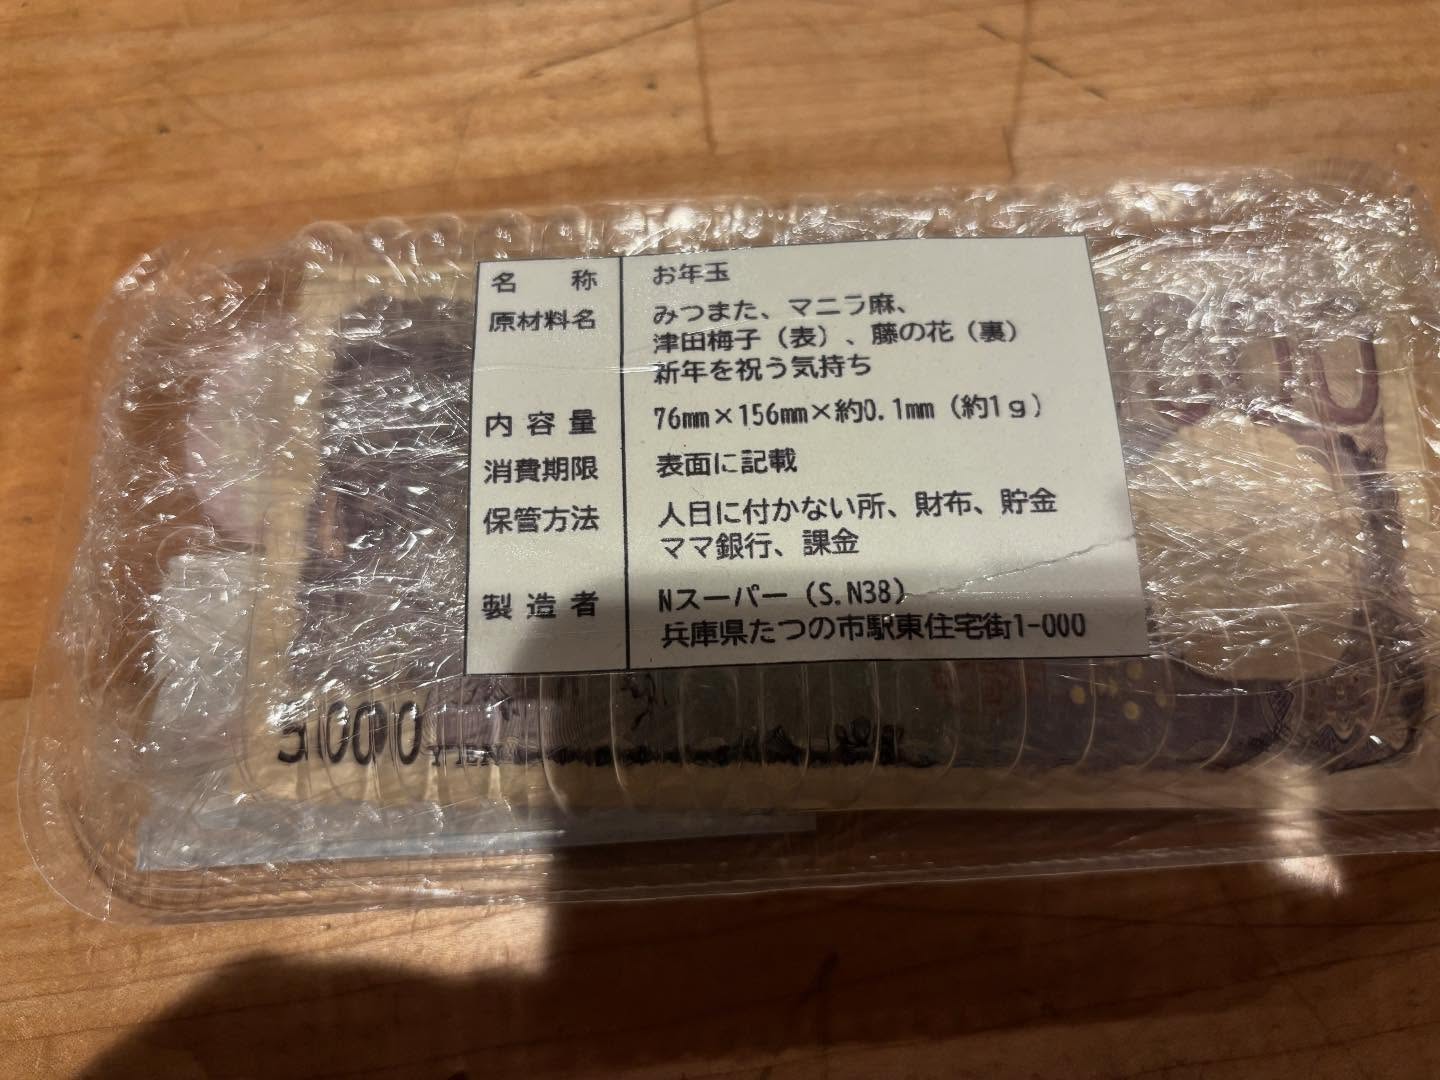 名称 お年玉
原材料名 みつまた、マニラ麻、
津田梅子（表）、藤の花（裏）
新年を祝う気持ち
内容量 76mm×156mm×約0.1mm（約1g）
消費期限 表面に記載
保管方法 人目に付かない所、財布、貯金
ママ銀行、課金
製造者 Nスーパー（S.N38）
兵庫県たつの市駅東住宅街1-000
5000 YEN